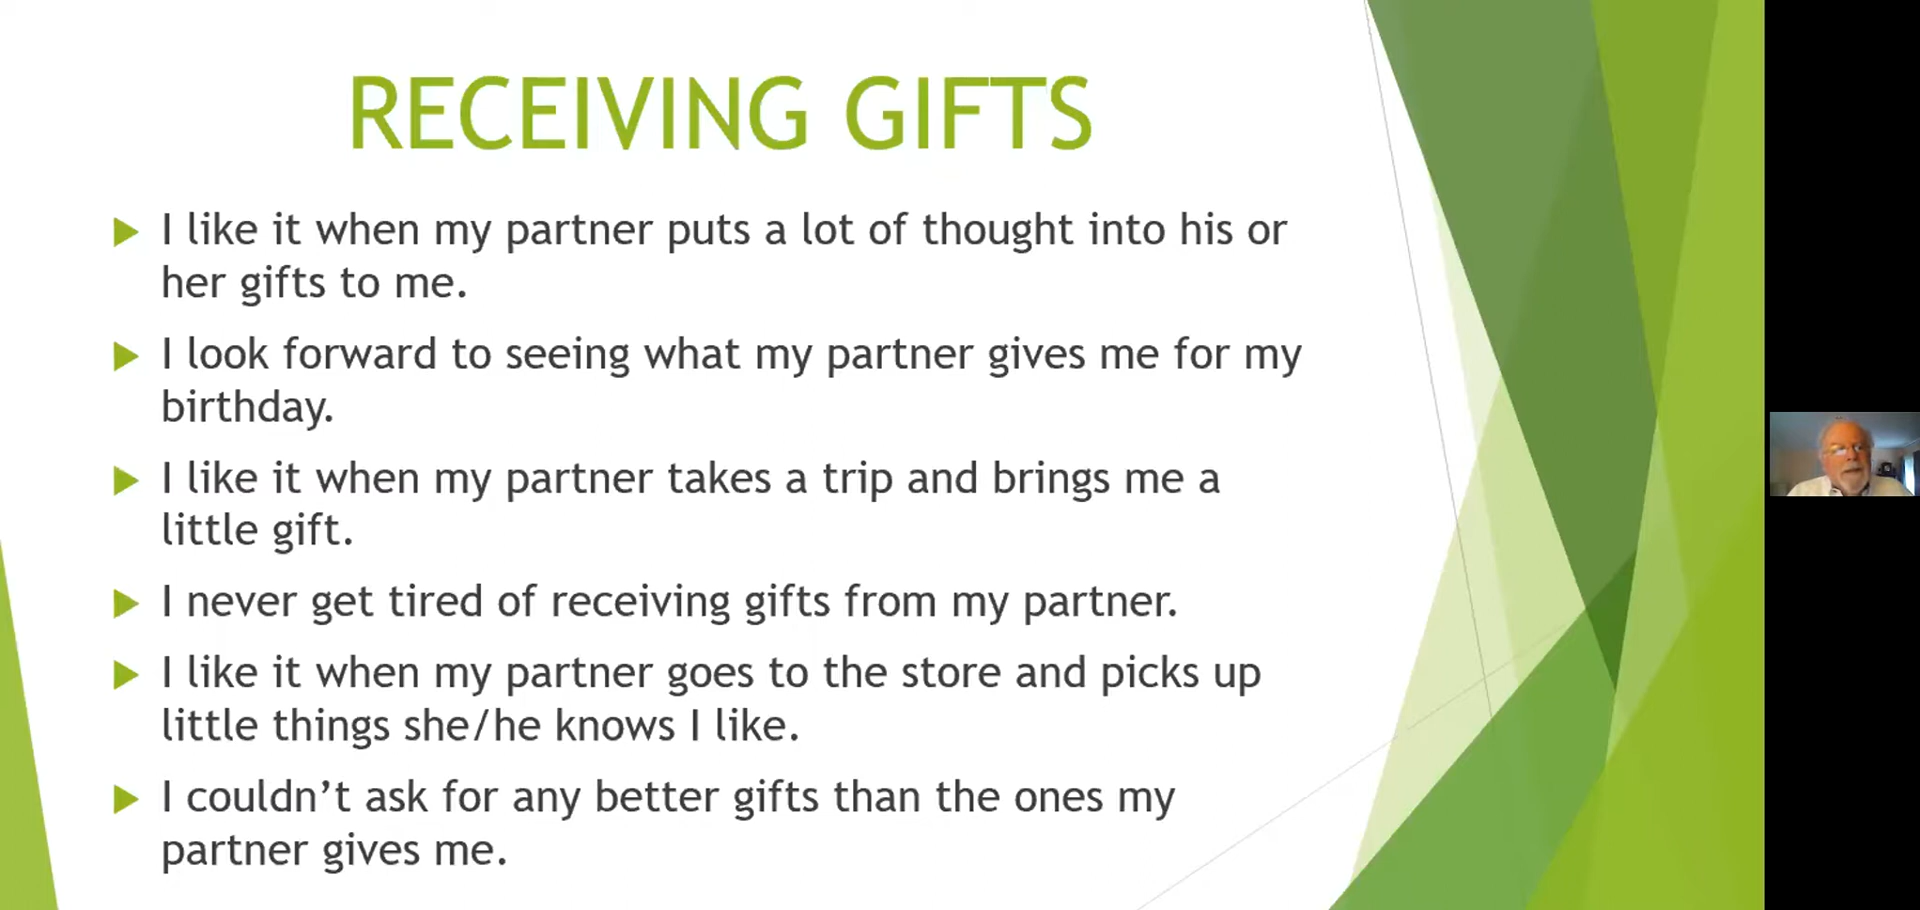 RECEIVING GIFTS
I like it when my partner puts a lot of thought into his or
her gifts to me.
I look forward to seeing what my partner gives me for my
birthday.
I like it when my partner takes a trip and brings me a
little gift.
I never get tired of receiving gifts from my partner.
I like it when my partner goes to the store and picks up
little things she/he knows I like.
I couldn’t ask for any better gifts than the ones my
partner gives me.